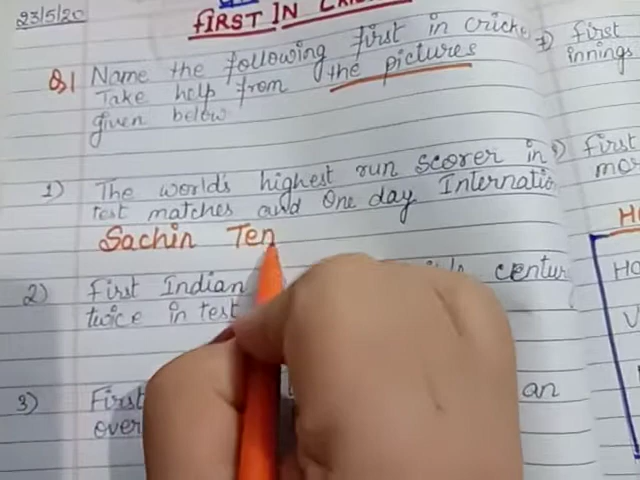 23/5/20
FIRST IN
Q1 Name the following first in cricke
Take help from the pictures
given below
1) The world's highest run scorer in
test matches and One day Internatio
Sachin Ten
2) First Indian
centur
twice in test
3) First
an
over
7) first
innings
first
mos
HO
V